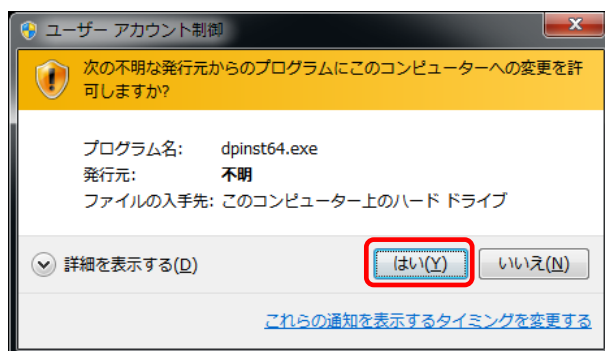 ユーザー アカウント制御
次の不明な発行元からのプログラムにこのコンピューターへの変更を許
可しますか?
プログラム名: dpinst64.exe
発行元: 不明
ファイルの入手先: このコンピューター上のハード ドライブ
詳細を表示する(D) はい(Y) いいえ(N)
これらの通知を表示するタイミングを変更する